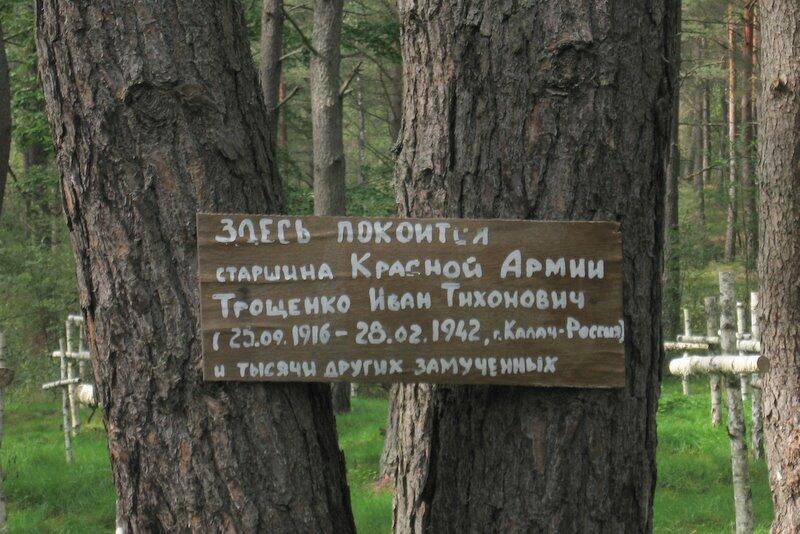 ЗДЕСЬ ПОКОИТСЯ
СТАРШИНА КРАСНОЙ АРМИИ
ТРОЩЕНКО ИВАН ТИХОНОВИЧ
(25.09.1916 - 28.02.1942, г. КАЛАЧ-РОССИЯ)
И ТЫСЯЧИ ДРУГИХ ЗАМУЧЕННЫХ